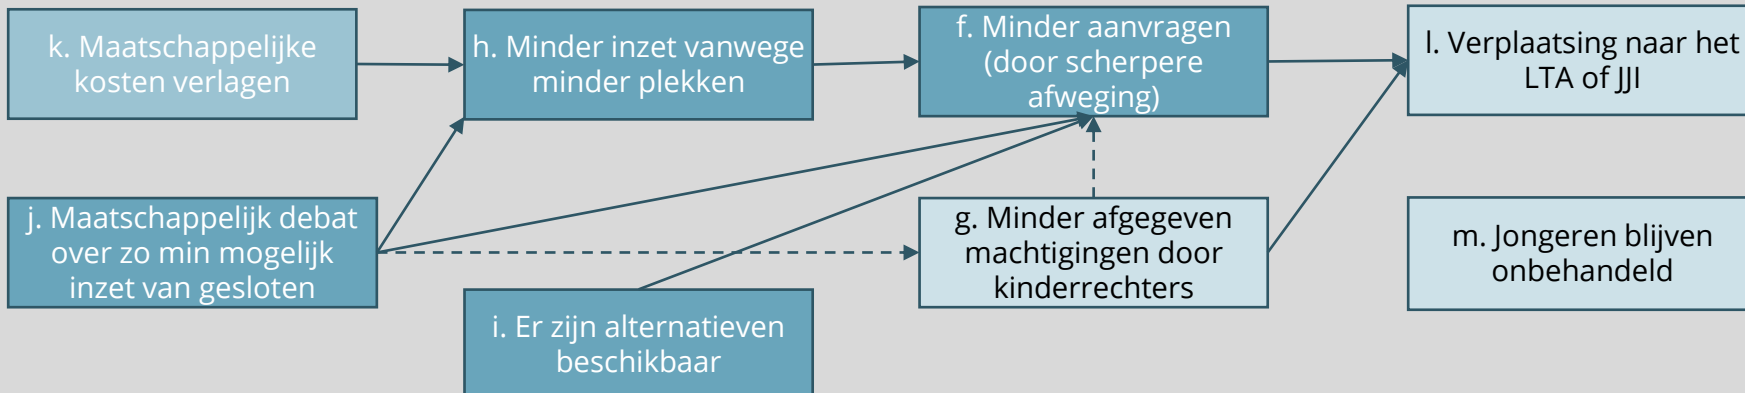 k. Maatschappelijke
kosten verlagen
h. Minder inzet vanwege
minder plekken
f. Minder aanvragen
(door scherpere
afweging)
l. Verplaatsing naar het
LTA of JJI
j. Maatschappelijk debat
over zo min mogelijk
inzet van gesloten
g. Minder afgegeven
machtigingen door
kinderrechters
m. Jongeren blijven
onbehandeld
i. Er zijn alternatieven
beschikbaar